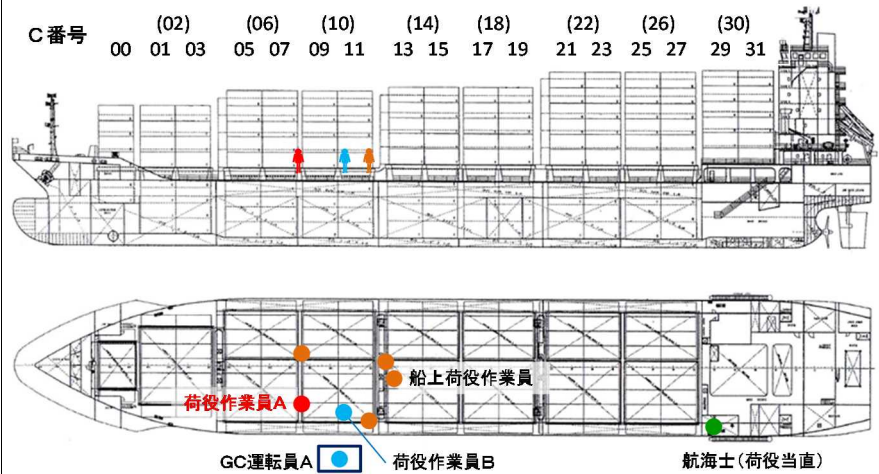 C番号
(02) (06) (10) (14) (18) (22) (26) (30)
00 01 03 05 07 09 11 13 15 17 19 21 23 25 27 29 31
船上荷役作業員
荷役作業員A
GC運転員A
荷役作業員B
航海士(荷役当直)